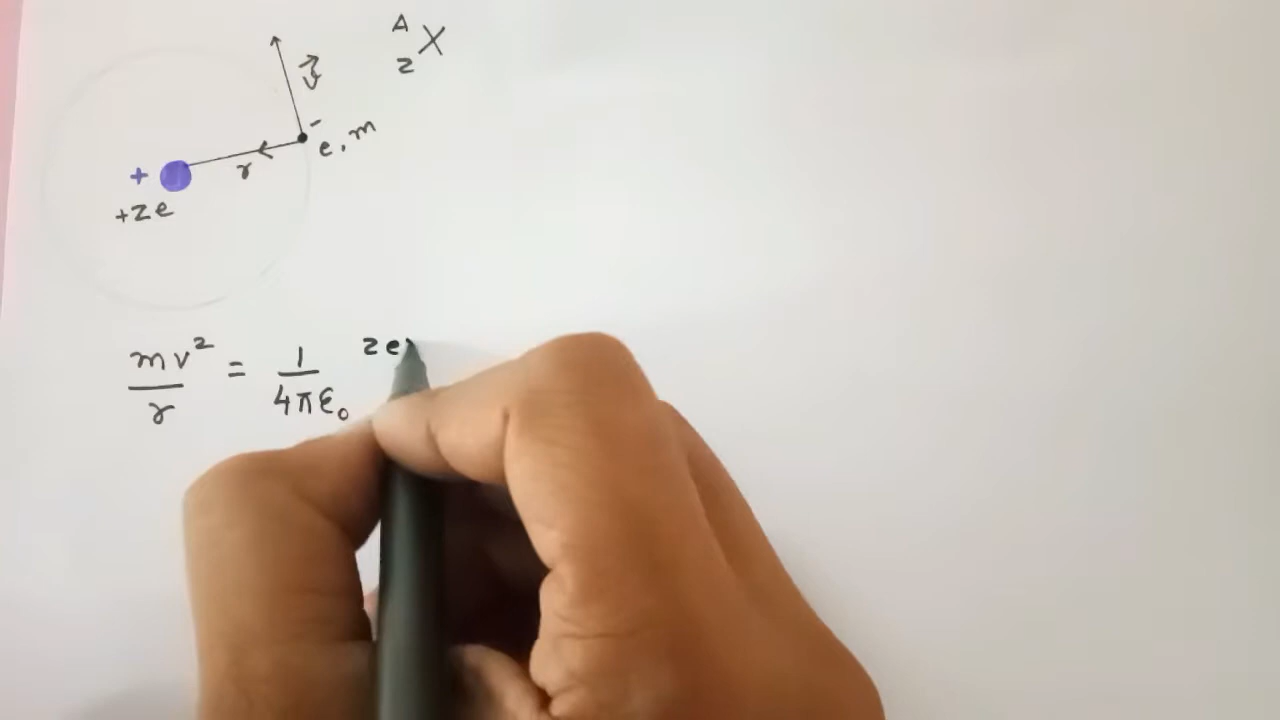 A
Z X
v⃗
-
e, m
r
+
+Ze
mv² / r = 1 / 4πε₀ Ze